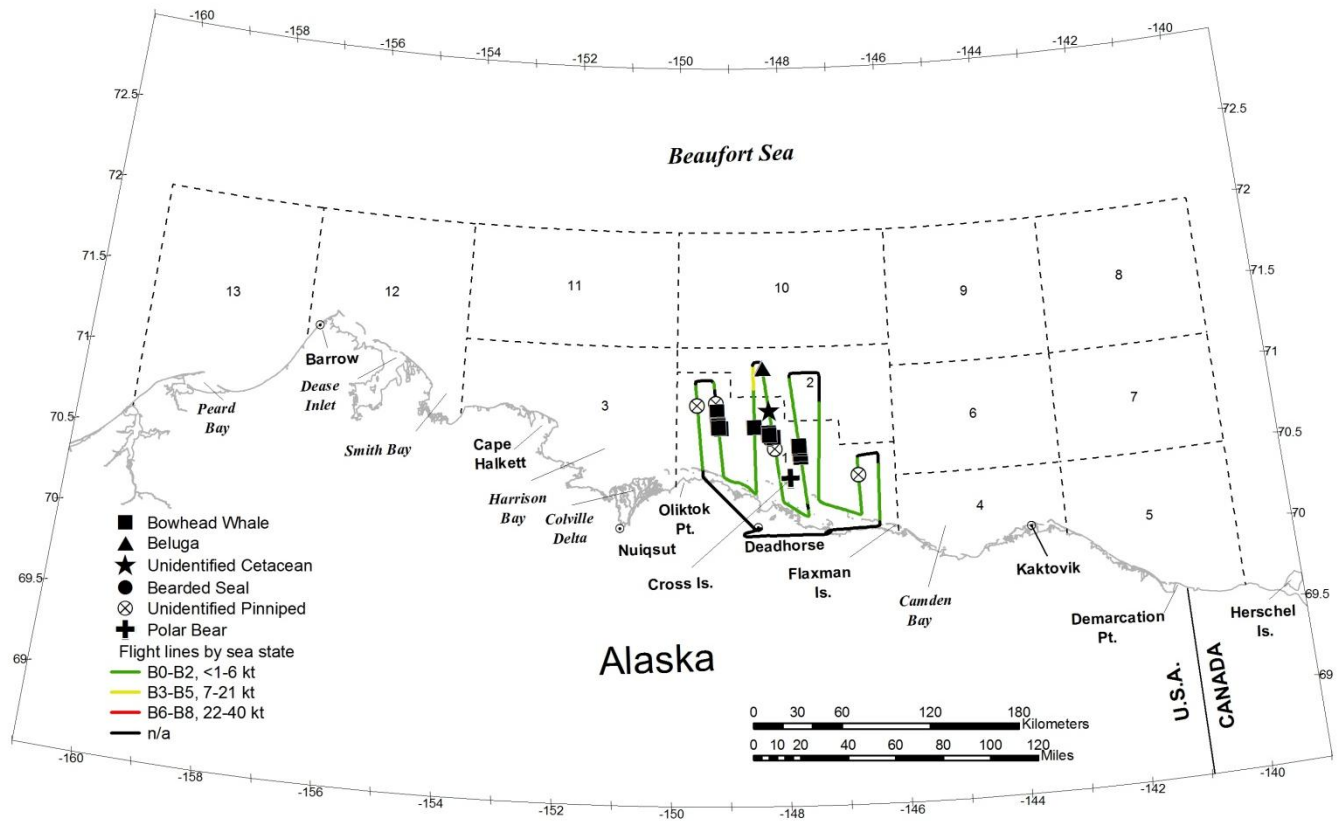 -160
-158
-156
-154
-152
-150
-148
-146
-144
-142
-140
72.5
72.5
Beaufort Sea
72
72
71.5
71.5
13
12
11
10
9
8
71
71
Barrow
Dease
Inlet
Peard
Bay
Smith Bay
3
2
1
6
7
70.5
70.5
Cape
Halkett
Harrison
Bay
Colville
Delta
Oliktok
Pt.
4
5
70
70
Nuiqsut
Deadhorse
Cross Is.
Flaxman
Is.
Camden
Bay
Kaktovik
Demarcation
Pt.
Herschel
Is.
69.5
69.5
Bowhead Whale
Beluga
Unidentified Cetacean
Bearded Seal
Unidentified Pinniped
Polar Bear
Flight lines by sea state
B0-B2, <1-6 kt
B3-B5, 7-21 kt
B6-B8, 22-40 kt
n/a
Alaska
U.S.A.
CANADA
69
69
0 30 60 120 180
Kilometers
0 10 20 40 60 80 100 120
Miles
-160
-158
-156
-154
-152
-150
-148
-146
-144
-142
-140